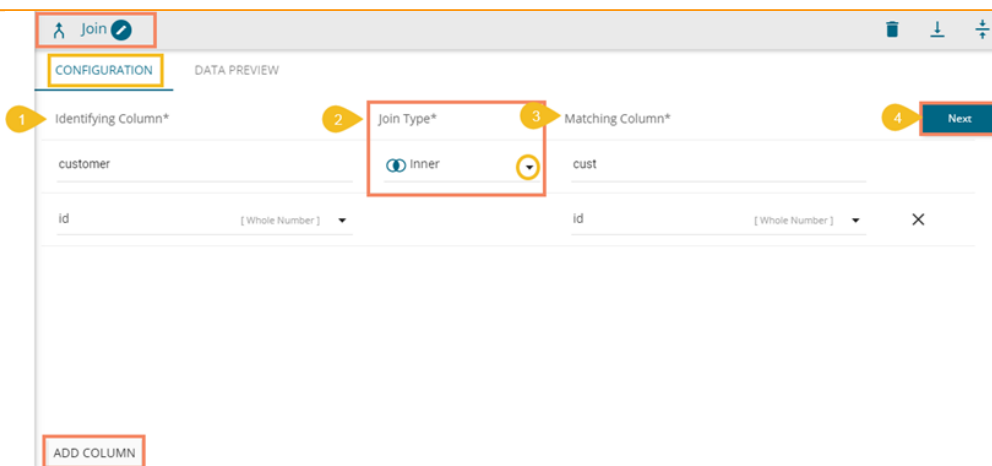 Join
CONFIGURATION DATA PREVIEW
1 Identifying Column* 2 Join Type* 3 Matching Column* 4 Next
customer Inner cust
id [ Whole Number ] id [ Whole Number ]
ADD COLUMN